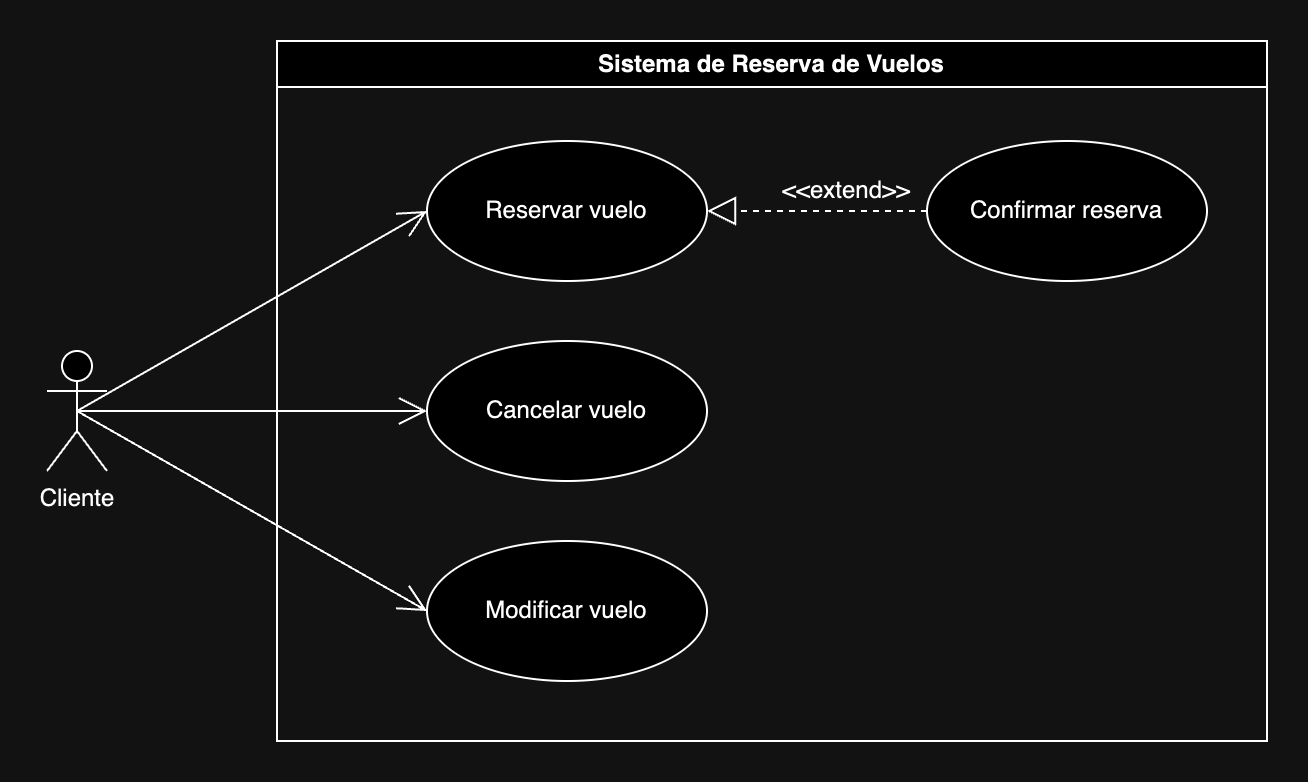 Sistema de Reserva de Vuelos
Reservar vuelo
<<extend>>
Confirmar reserva
Cancelar vuelo
Cliente
Modificar vuelo